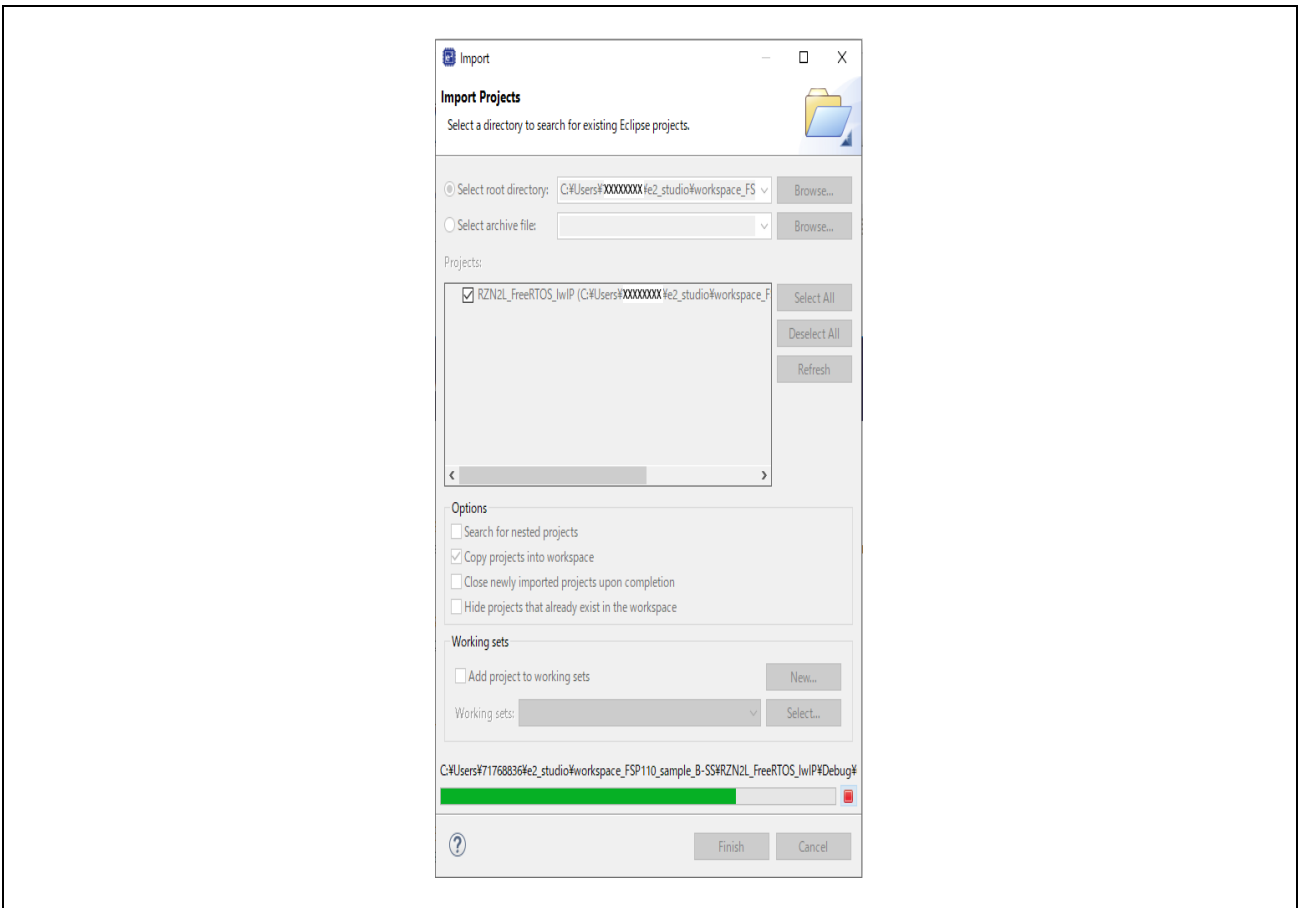 Import
Import Projects
Select a directory to search for existing Eclipse projects.
Select root directory: C:¥Users¥XXXXXXXX¥e2_studio¥workspace_FS Browse...
Select archive file: Browse...
Projects:
RZN2L_FreeRTOS_lwIP (C:¥Users¥XXXXXXXX¥e2_studio¥workspace_F Select All
Deselect All
Refresh
Options
Search for nested projects
Copy projects into workspace
Close newly imported projects upon completion
Hide projects that already exist in the workspace
Working sets
Add project to working sets New...
Working sets: Select...
C:¥Users¥71768836¥e2_studio¥workspace_FSP110_sample_B-SS¥RZN2L_FreeRTOS_lwIP¥Debug¥
? Finish Cancel